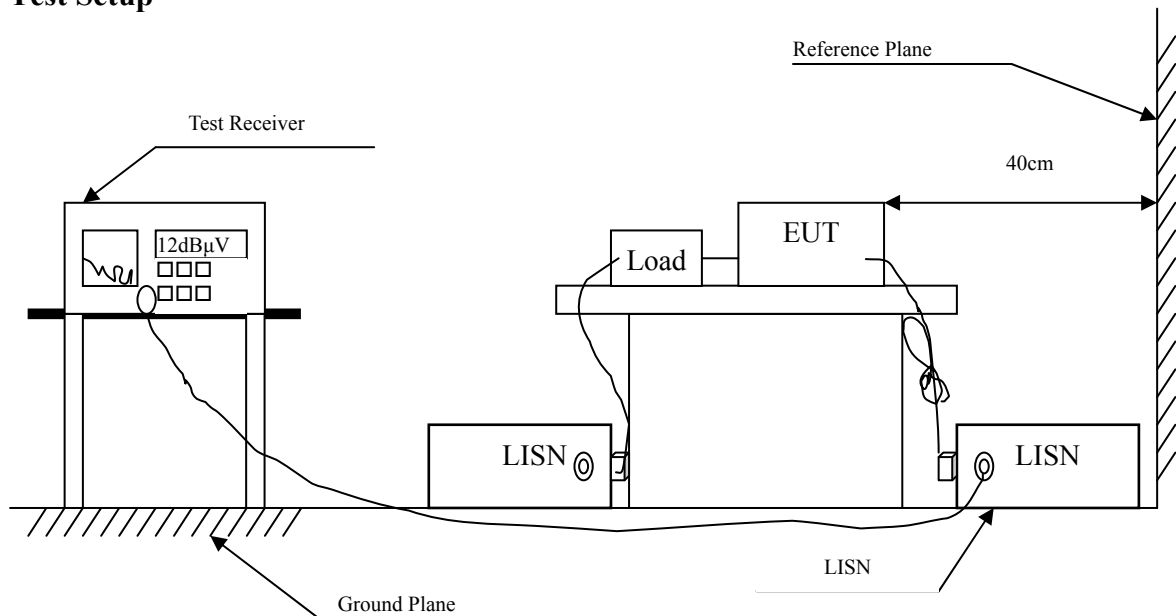 Test Setup
Reference Plane
Test Receiver
40cm
12dBμV
EUT
Load
LISN
LISN
LISN
Ground Plane